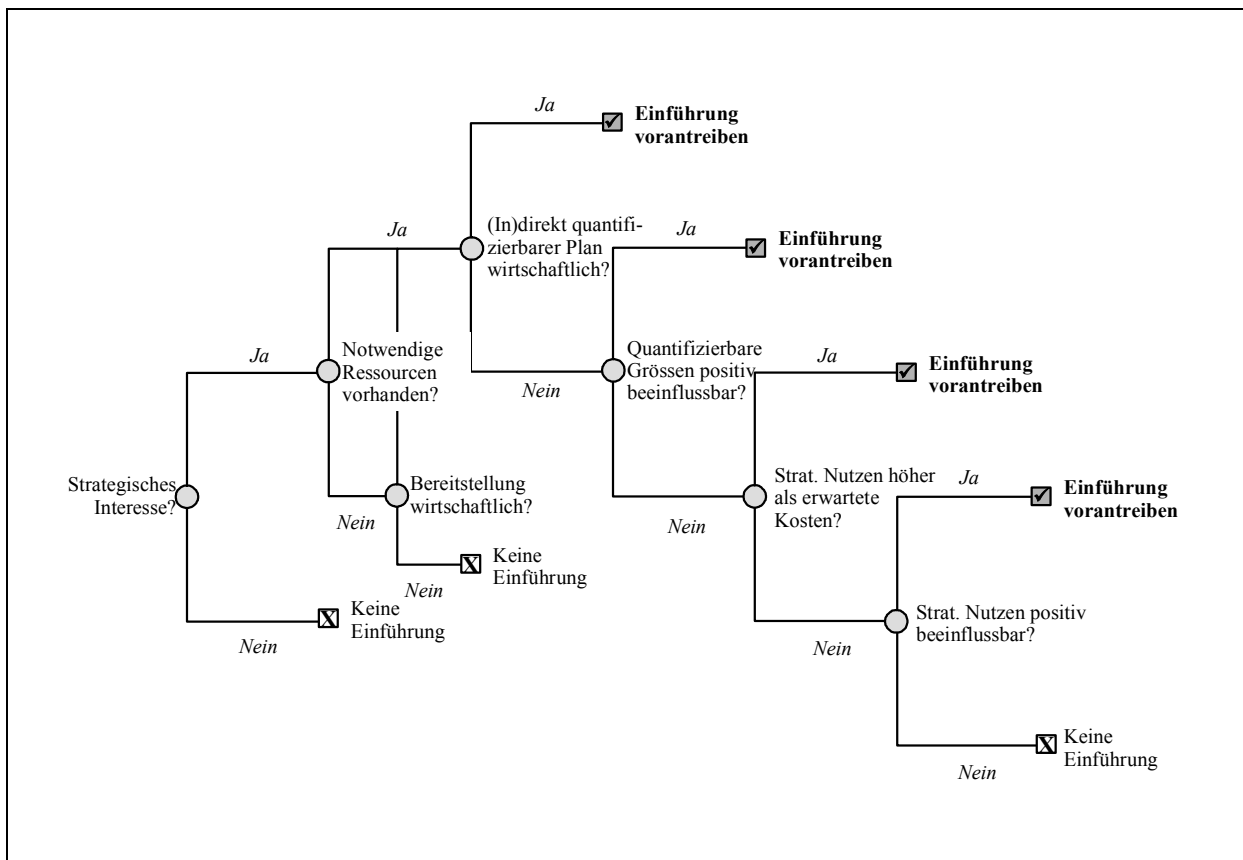 Ja
Einführung
vorantreiben
Ja
(In)direkt quantifi-
zierbarer Plan
wirtschaftlich?
Ja
Einführung
vorantreiben
Ja
Notwendige
Ressourcen
vorhanden?
Nein
Quantifizierbare
Grössen positiv
beeinflussbar?
Ja
Einführung
vorantreiben
Strategisches
Interesse?
Nein
Bereitstellung
wirtschaftlich?
Nein
Strat. Nutzen höher
als erwartete
Kosten?
Ja
Einführung
vorantreiben
Nein
X
Keine
Einführung
Nein
X
Keine
Einführung
Nein
Strat. Nutzen positiv
beeinflussbar?
Nein
X
Keine
Einführung